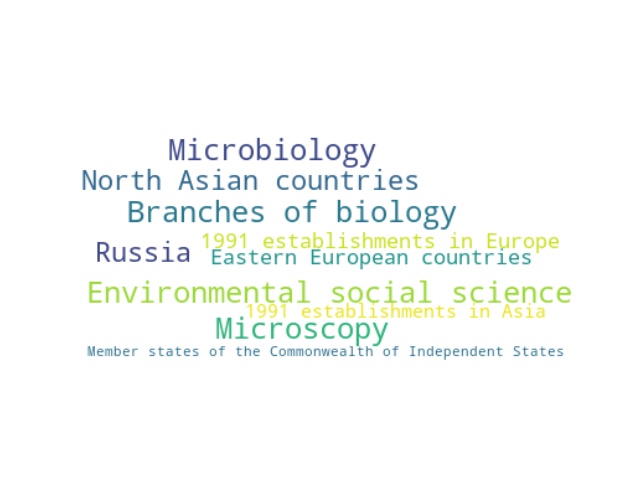 Microbiology
North Asian countries
Branches of biology
1991 establishments in Europe
Russia
Eastern European countries
Environmental social science
1991 establishments in Asia
Microscopy
Member states of the Commonwealth of Independent States